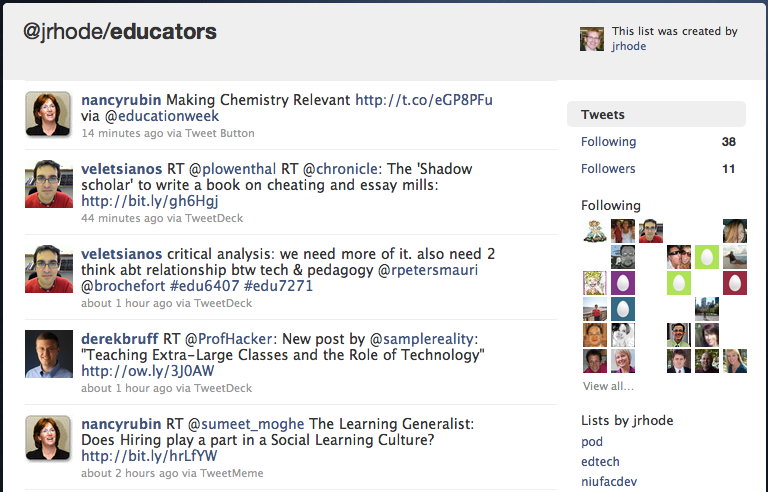 @jrhode/educators
This list was created by
jrhode
nancyrubin Making Chemistry Relevant http://t.co/eGP8PFu
via @educationweek
14 minutes ago via Tweet Button
veletsianos RT @plowenthal RT @chronicle: The 'Shadow
scholar' to write a book on cheating and essay mills:
http://bit.ly/gh6Hgj
44 minutes ago via TweetDeck
veletsianos critical analysis: we need more of it. also need 2
think abt relationship btw tech & pedagogy @rpetersmauri
@brochefort #edu6407 #edu7271
about 1 hour ago via TweetDeck
derekbruff RT @ProfHacker: New post by @samplereality:
"Teaching Extra-Large Classes and the Role of Technology"
http://ow.ly/3J0AW
about 1 hour ago via TweetDeck
nancyrubin RT @sumeet_moghe The Learning Generalist:
Does Hiring play a part in a Social Learning Culture?
http://bit.ly/hrLfYW
about 2 hours ago via TweetMeme
Tweets
Following 38
Followers 11
Following
View all...
Lists by jrhode
pod
edtech
niufacdev